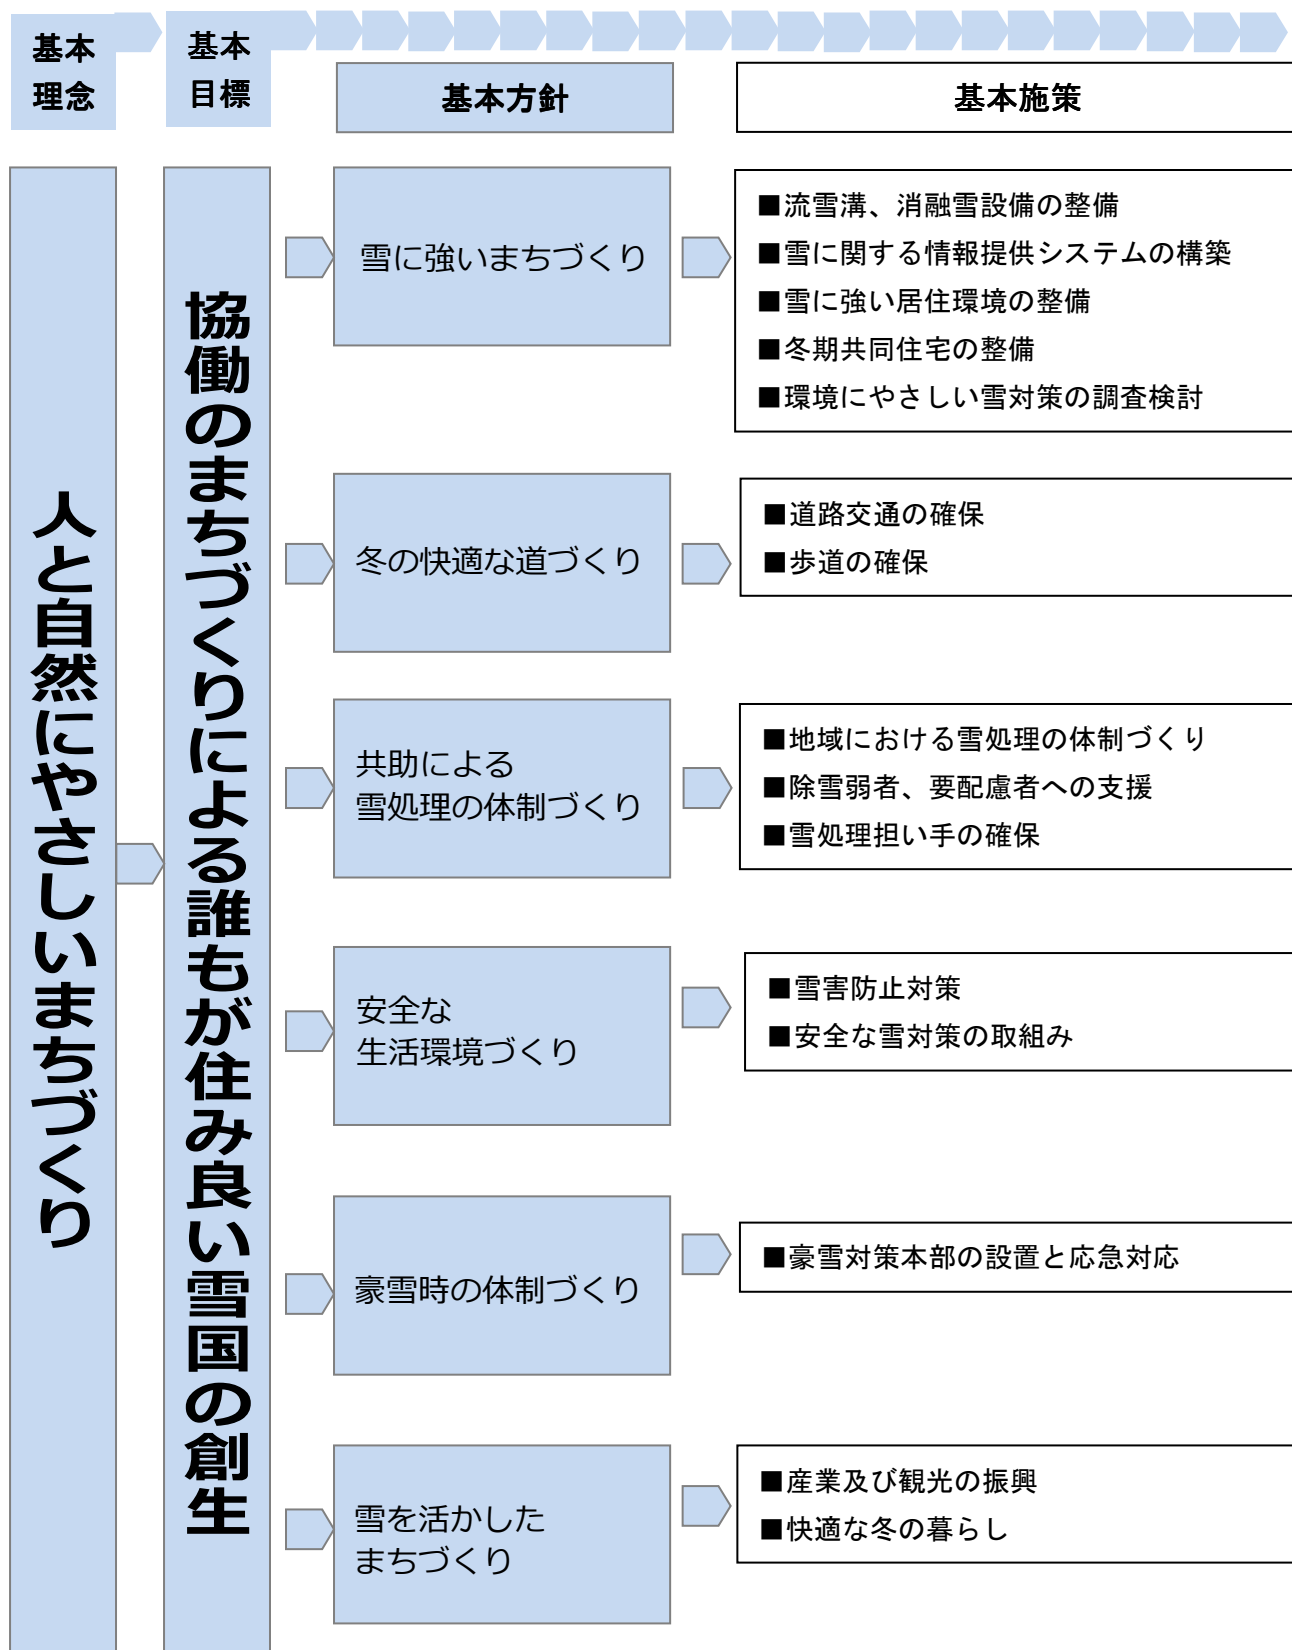 基本
理念
基本
目標
基本方針
基本施策
人と自然にやさしいまちづくり
協働のまちづくりによる誰もが住み良い雪国の創生
雪に強いまちづくり
■流雪溝、消融雪設備の整備
■雪に関する情報提供システムの構築
■雪に強い居住環境の整備
■冬期共同住宅の整備
■環境にやさしい雪対策の調査検討
冬の快適な道づくり
■道路交通の確保
■歩道の確保
共助による
雪処理の体制づくり
■地域における雪処理の体制づくり
■除雪弱者、要配慮者への支援
■雪処理担い手の確保
安全な
生活環境づくり
■雪害防止対策
■安全な雪対策の取組み
豪雪時の体制づくり
■豪雪対策本部の設置と応急対応
雪を活かした
まちづくり
■産業及び観光の振興
■快適な冬の暮らし